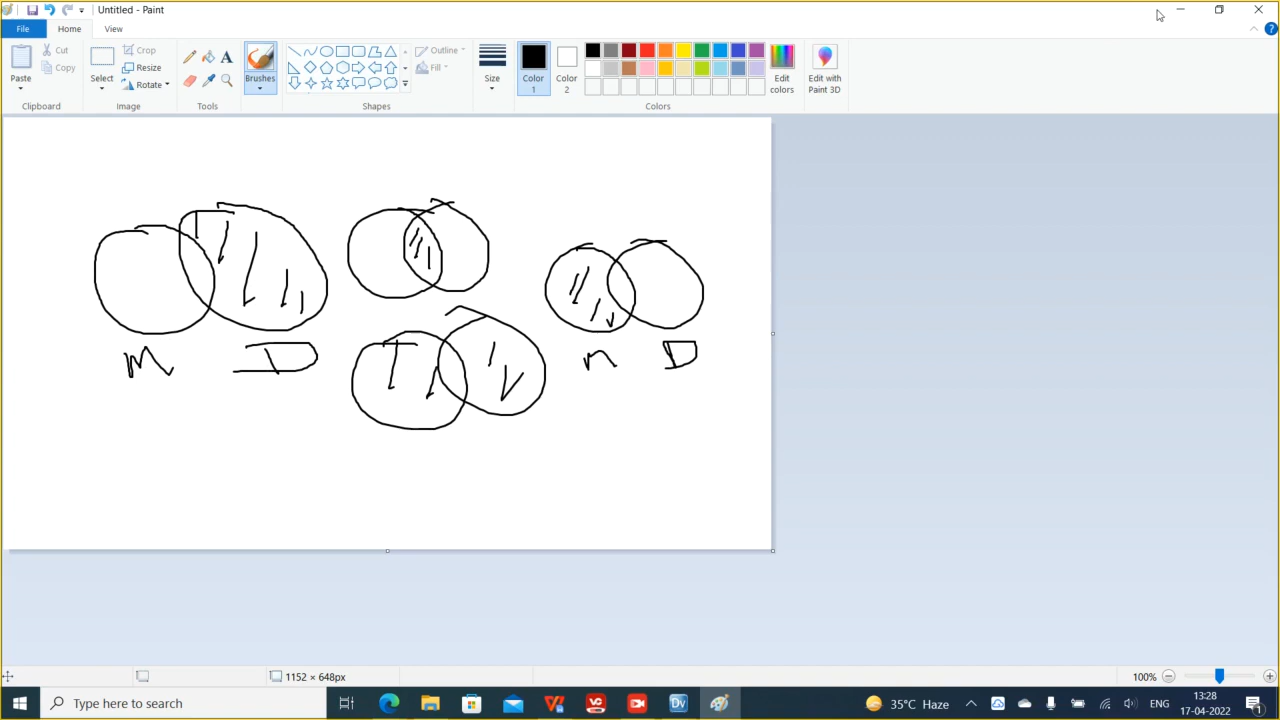 Untitled - Paint
File Home View
Paste
Cut
Copy
Clipboard
Select
Crop
Resize
Rotate
Image
Tools
Brushes
Shapes
Outline
Fill
Size
Color 1
Color 2
Colors
Edit colors
Edit with Paint 3D
M D
n D
1152 × 648px
100%
Type here to search
35°C Haze
ENG
13:28
17-04-2022
1